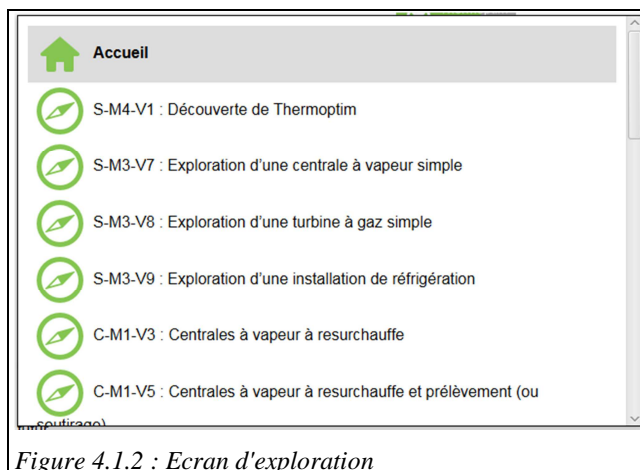 Accueil
S-M4-V1 : Découverte de Thermoptim
S-M3-V7 : Exploration d'une centrale à vapeur simple
S-M3-V8 : Exploration d'une turbine à gaz simple
S-M3-V9 : Exploration d'une installation de réfrigération
C-M1-V3 : Centrales à vapeur à resurchauffe
C-M1-V5 : Centrales à vapeur à resurchauffe et prélèvement (ou
soutirage)
Figure 4.1.2 : Ecran d'exploration